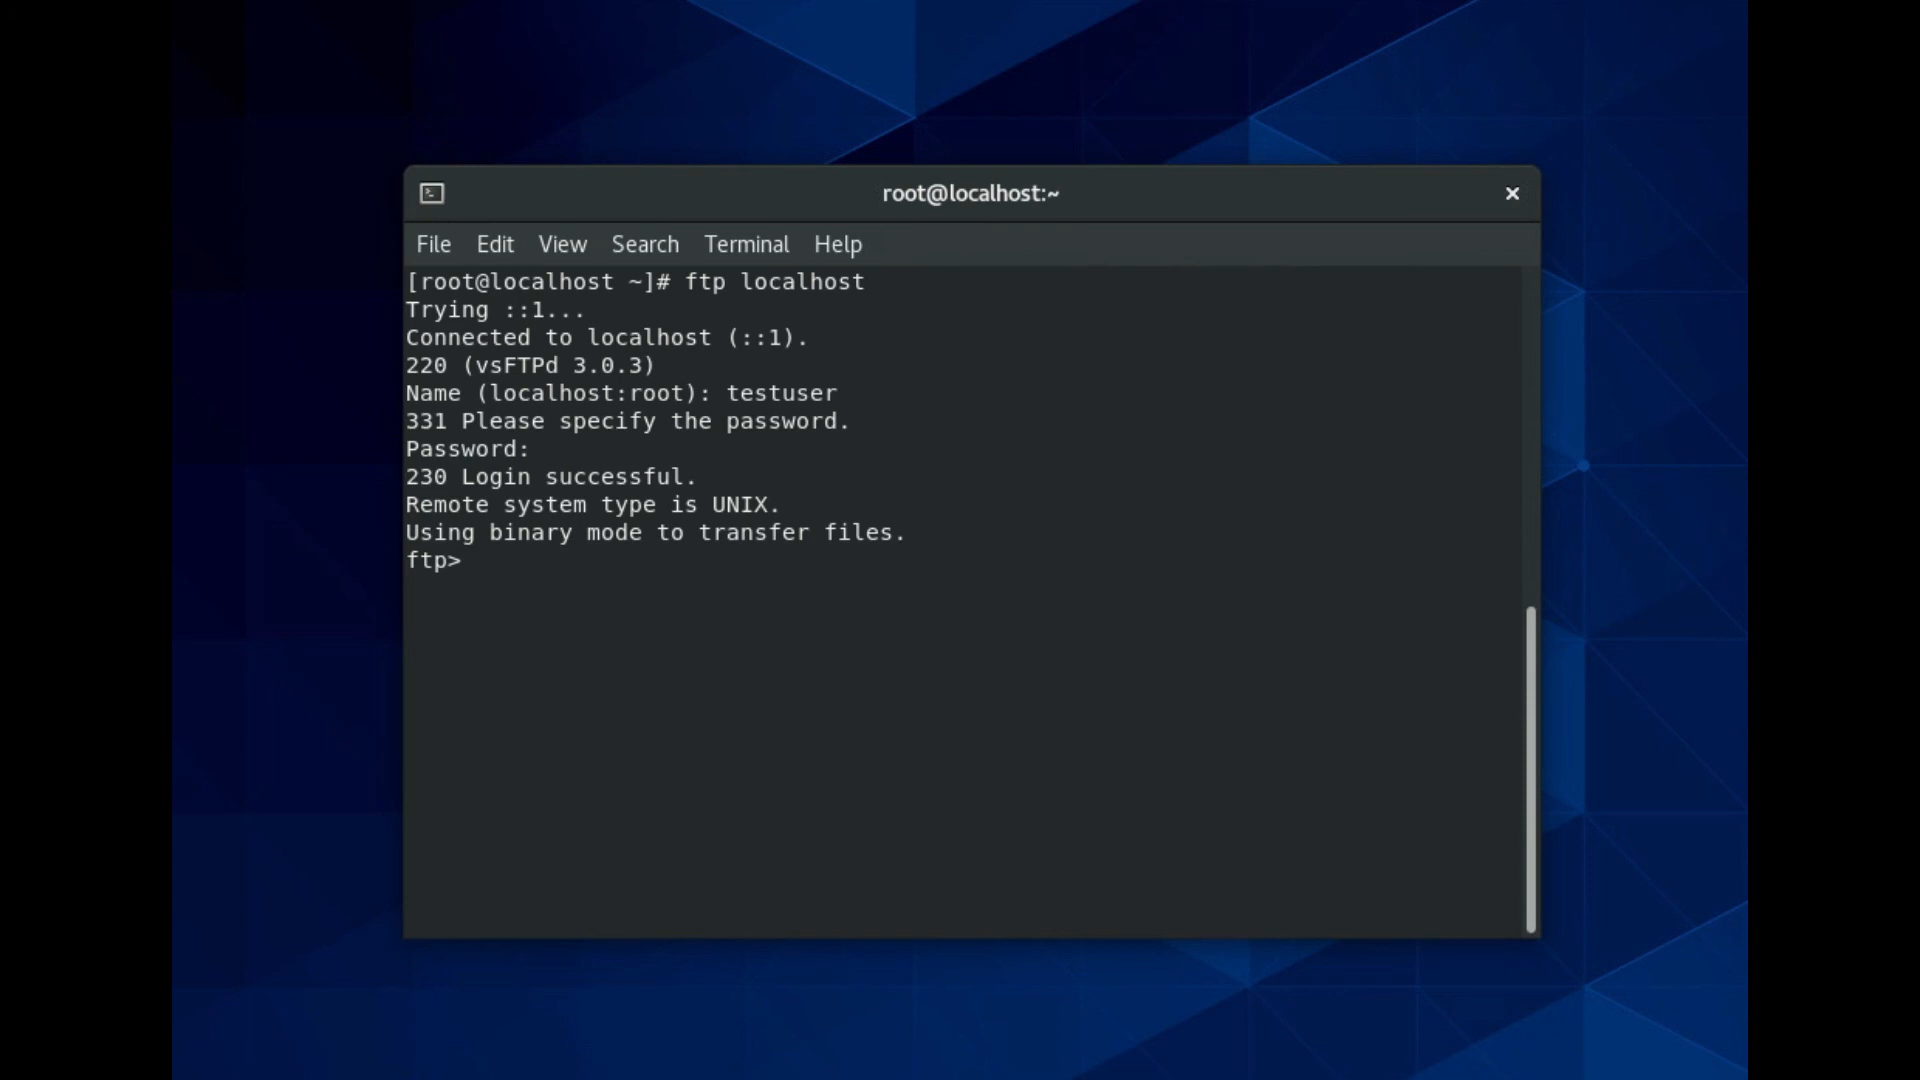 root@localhost:~
File Edit View Search Terminal Help
[root@localhost ~]# ftp localhost
Trying ::1...
Connected to localhost (::1).
220 (vsFTPd 3.0.3)
Name (localhost:root): testuser
331 Please specify the password.
Password:
230 Login successful.
Remote system type is UNIX.
Using binary mode to transfer files.
ftp>